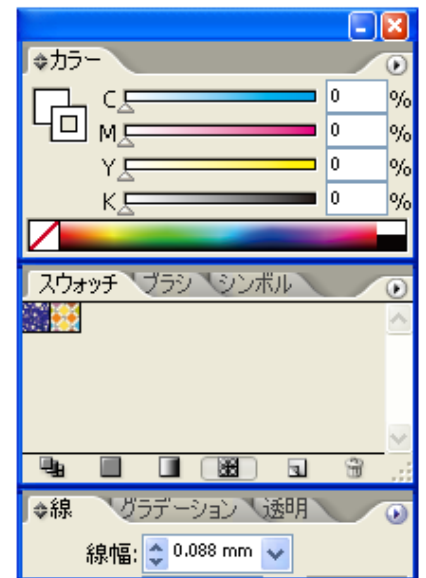 カラー
C 0 %
M 0 %
Y 0 %
K 0 %
スウォッチ ブラシ シンボル
線 グラデーション 透明
線幅: 0.088 mm